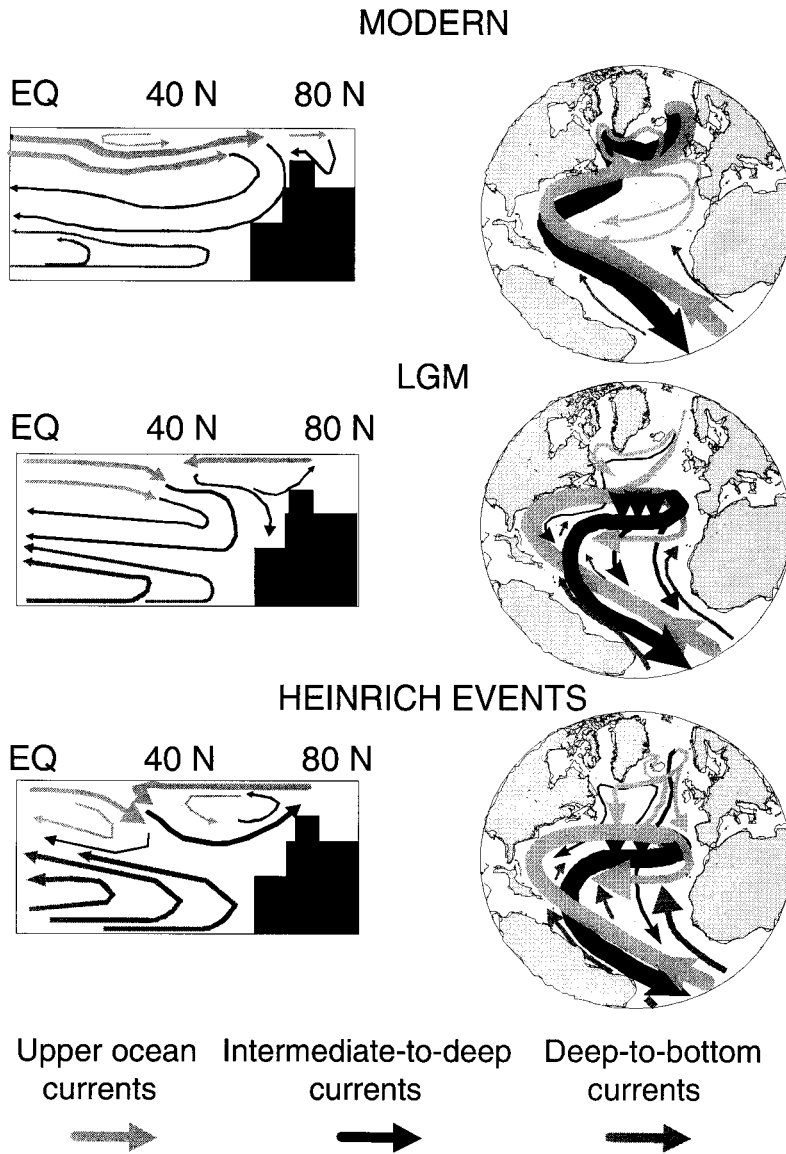 MODERN
EQ 40 N 80 N
LGM
EQ 40 N 80 N
HEINRICH EVENTS
EQ 40 N 80 N
Upper ocean
currents
Intermediate-to-deep
currents
Deep-to-bottom
currents